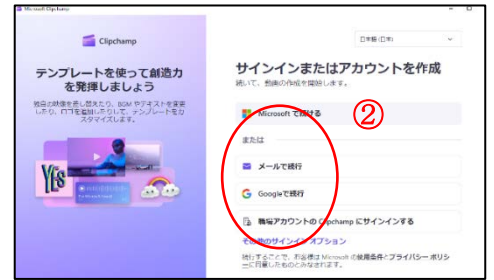 Microsoft Clipchamp
Clipchamp
テンプレートを使って創造力
を発揮しましょう
独自の映像を差し替えたり、BGM やテキストを変更
したり、ロゴを追加したりして、テンプレートをカ
スタマイズします。
YES
日本語 (日本)
サインインまたはアカウントを作成
続いて、動画の作成を開始します。
Microsoft で続ける
②
または
メールで続行
Googleで続行
職場アカウントの Clipchamp にサインインする
その他のサインイン オプション
続行することで、お客様は Microsoft の使用条件とプライバシー ポリシ
ーに同意したものとみなされます。